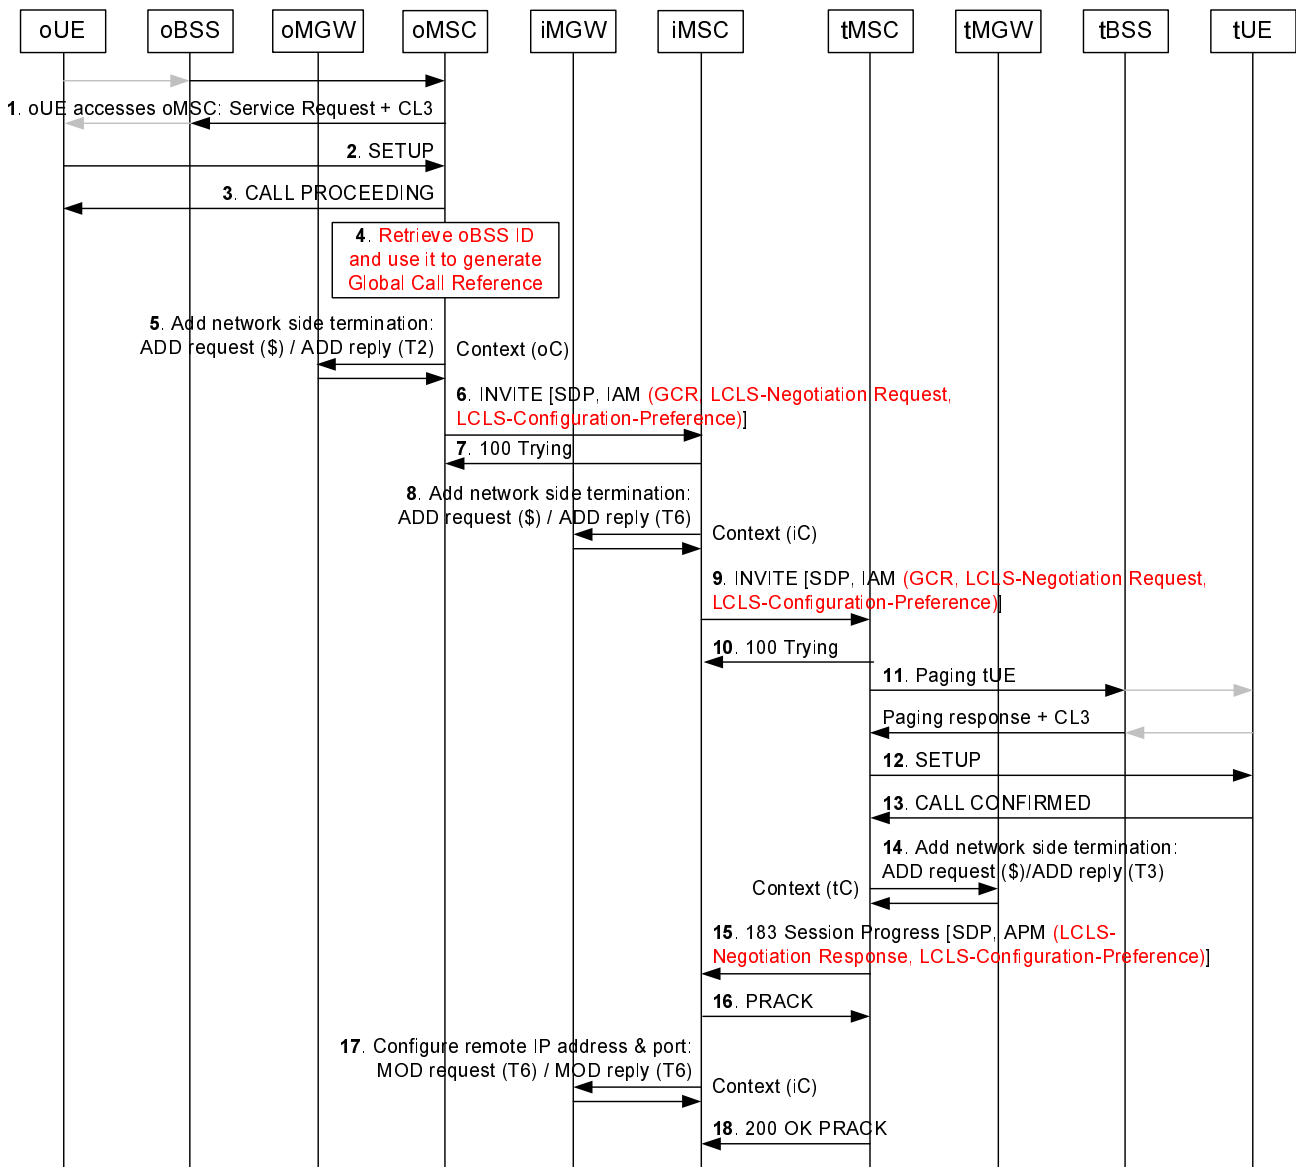 oUE
oBSS
oMGW
oMSC
iMGW
iMSC
tMSC
tMGW
tBSS
tUE
1. oUE accesses oMSC: Service Request + CL3
2. SETUP
3. CALL PROCEEDING
4. Retrieve oBSS ID
and use it to generate
Global Call Reference
5. Add network side termination:
ADD request ($) / ADD reply (T2)
Context (oC)
6. INVITE [SDP, IAM (GCR, LCLS-Negotiation Request,
LCLS-Configuration-Preference)]
7. 100 Trying
8. Add network side termination:
ADD request ($) / ADD reply (T6)
Context (iC)
9. INVITE [SDP, IAM (GCR, LCLS-Negotiation Request,
LCLS-Configuration-Preference)]
10. 100 Trying
11. Paging tUE
Paging response + CL3
12. SETUP
13. CALL CONFIRMED
14. Add network side termination:
ADD request ($)/ADD reply (T3)
Context (tC)
15. 183 Session Progress [SDP, APM (LCLS-
Negotiation Response, LCLS-Configuration-Preference)]
16. PRACK
17. Configure remote IP address & port:
MOD request (T6) / MOD reply (T6)
Context (iC)
18. 200 OK PRACK